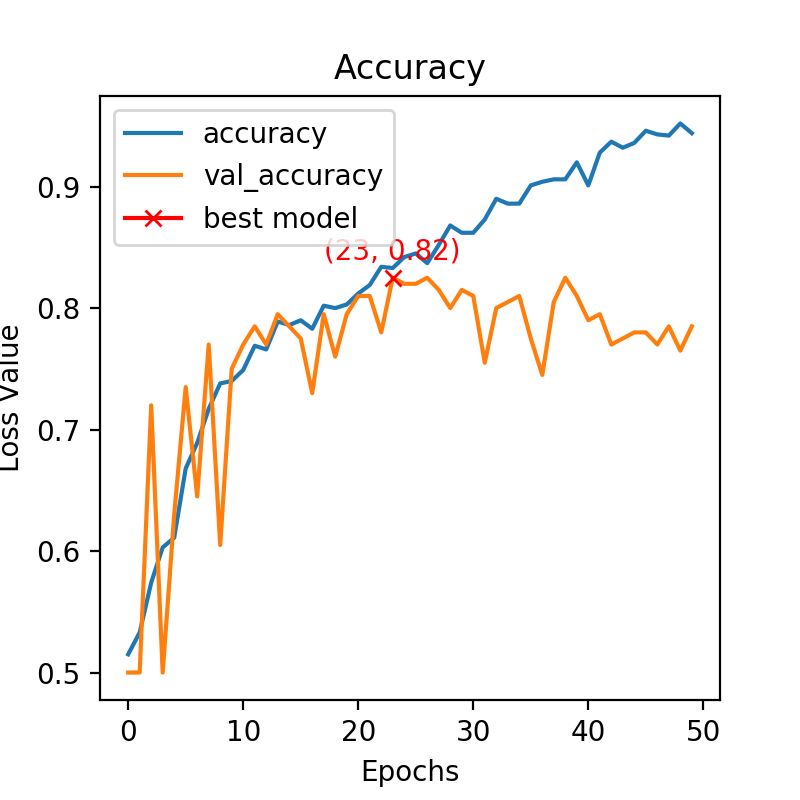 Accuracy
accuracy
val_accuracy
best model
(23, 0.82)
0.9
0.8
0.7
0.6
0.5
Loss Value
0 10 20 30 40 50
Epochs